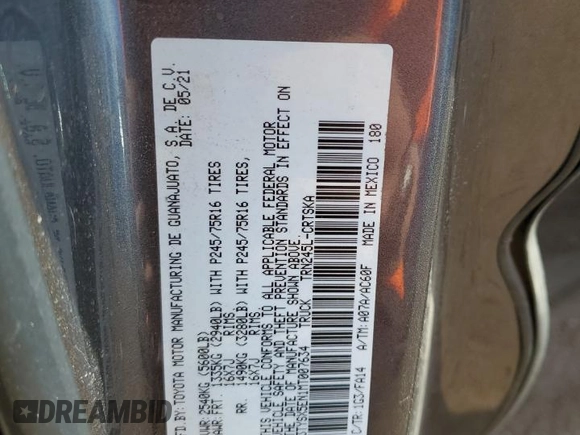 MFD.BY:TOYOTA MOTOR MANUFACTURING DE GUANAJUATO, S.A. DE C.V.
DATE: 05/21
GVWR 2540KG (5600LB)
GAWR.FRT. 1335KG (2940LB) WITH P245/75R16 TIRES
16X7J RIMS,
RR. 1490KG (3280LB) WITH P245/75R16 TIRES,
16X7J RIMS,
THIS VEHICLE CONFORMS TO ALL APPLICABLE FEDERAL MOTOR
VEHICLE SAFETY AND THEFT PREVENTION STANDARDS IN EFFECT ON
THE DATE OF MANUFACTURE SHOWN ABOVE.
3TYSX5EN1MT007634 TRUCK TRN245L-CRTSKA
C/TR:1G3/FA14 A/TM:A07A/AC60F MADE IN MEXICO 180
EPICVIN.COM